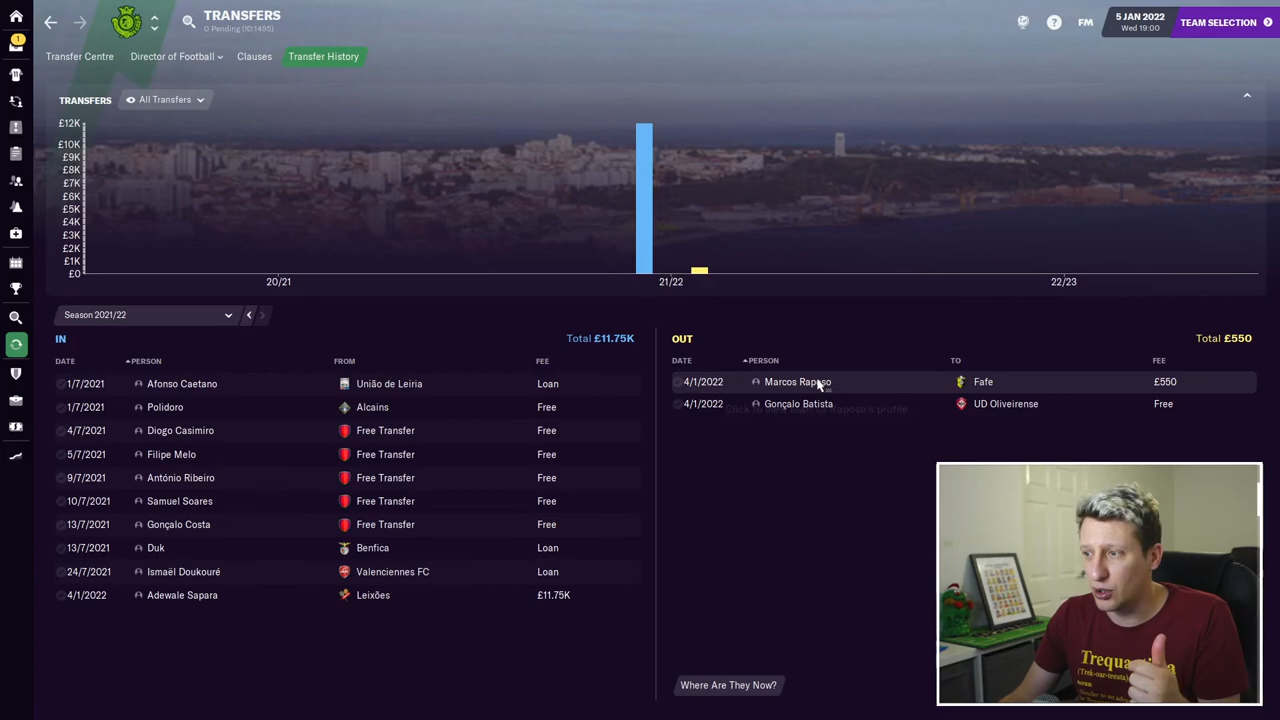 TRANSFERS
0 Pending (ID:1495)
1
?
FM
5 JAN 2022
Wed 19:00
TEAM SELECTION
Transfer Centre
Director of Football
Clauses
Transfer History
TRANSFERS
All Transfers
£12K
£10K
£9K
£8K
£7K
£6K
£5K
£4K
£3K
£2K
£1K
£0
20/21
21/22
22/23
Season 2021/22
IN
Total £11.75K
DATE PERSON FROM FEE
1/7/2021 Afonso Caetano União de Leiria Loan
1/7/2021 Polidoro Alcains Free
4/7/2021 Diogo Casimiro Free Transfer Free
5/7/2021 Filipe Melo Free Transfer Free
9/7/2021 António Ribeiro Free Transfer Free
10/7/2021 Samuel Soares Free Transfer Free
13/7/2021 Gonçalo Costa Free Transfer Free
13/7/2021 Duk Benfica Loan
24/7/2021 Ismaël Doukouré Valenciennes FC Loan
4/1/2022 Adewale Sapara Leixões £11.75K
OUT
Total £550
DATE PERSON TO FEE
4/1/2022 Marcos Raposo Fafe £550
4/1/2022 Gonçalo Batista UD Oliveirense Free
Where Are They Now?
(Trek-oar-teesta)
noun